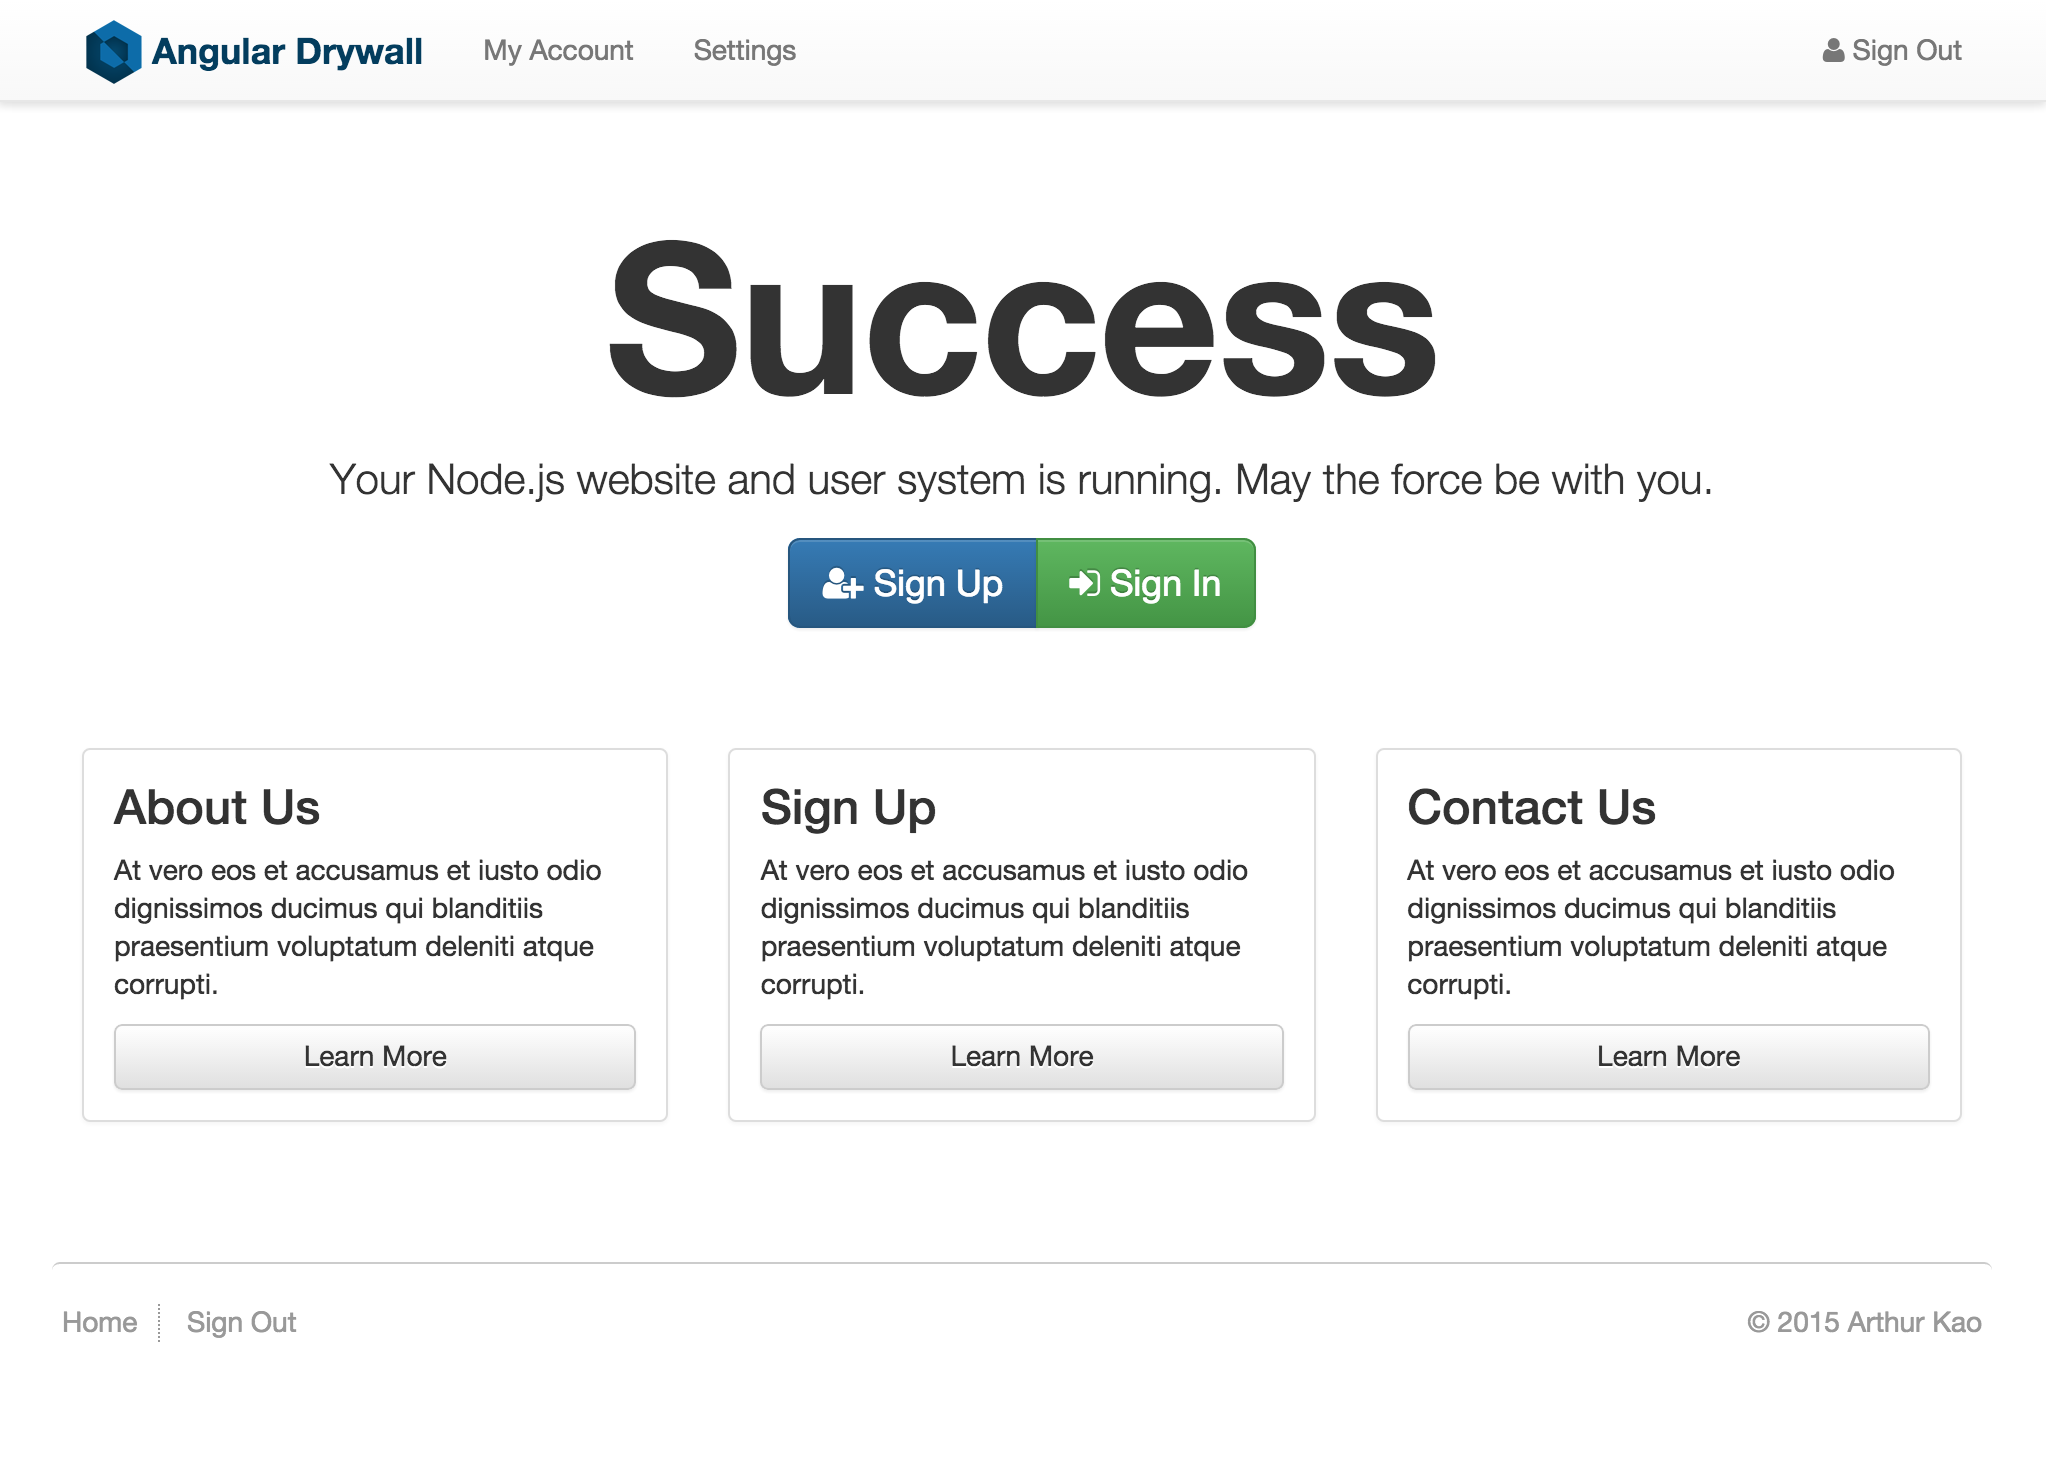 Angular Drywall My Account Settings Sign Out
Success
Your Node.js website and user system is running. May the force be with you.
Sign Up Sign In
About Us
At vero eos et accusamus et iusto odio
dignissimos ducimus qui blanditiis
praesentium voluptatum deleniti atque
corrupti.
Learn More
Sign Up
At vero eos et accusamus et iusto odio
dignissimos ducimus qui blanditiis
praesentium voluptatum deleniti atque
corrupti.
Learn More
Contact Us
At vero eos et accusamus et iusto odio
dignissimos ducimus qui blanditiis
praesentium voluptatum deleniti atque
corrupti.
Learn More
Home Sign Out © 2015 Arthur Kao